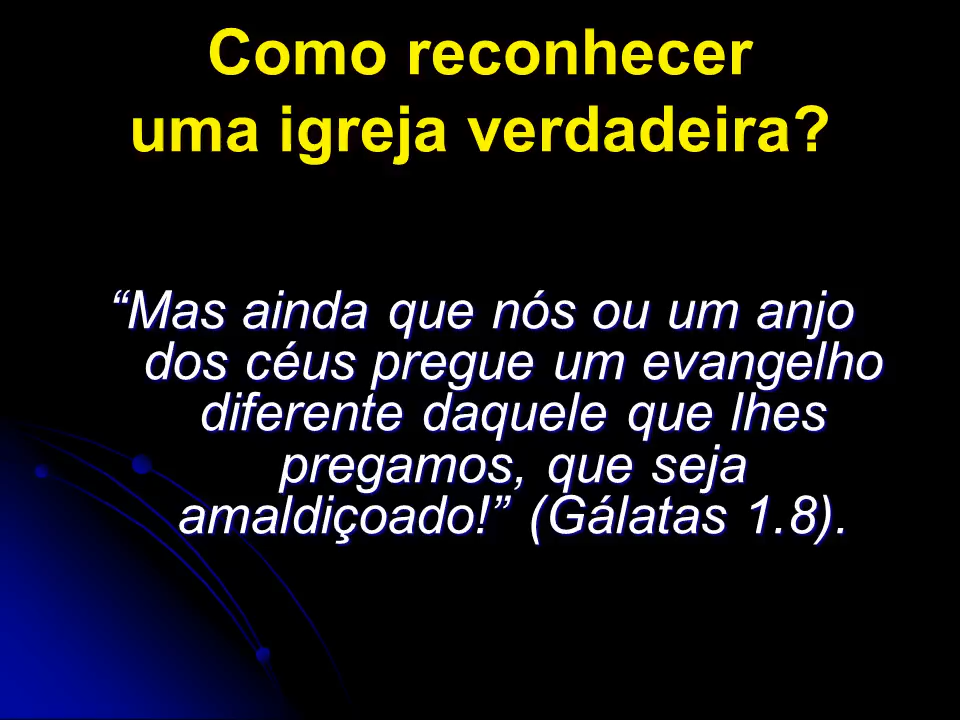 Como reconhecer
uma igreja verdadeira?
“Mas ainda que nós ou um anjo
dos céus pregue um evangelho
diferente daquele que lhes
pregamos, que seja
amaldiçoado!” (Gálatas 1.8).